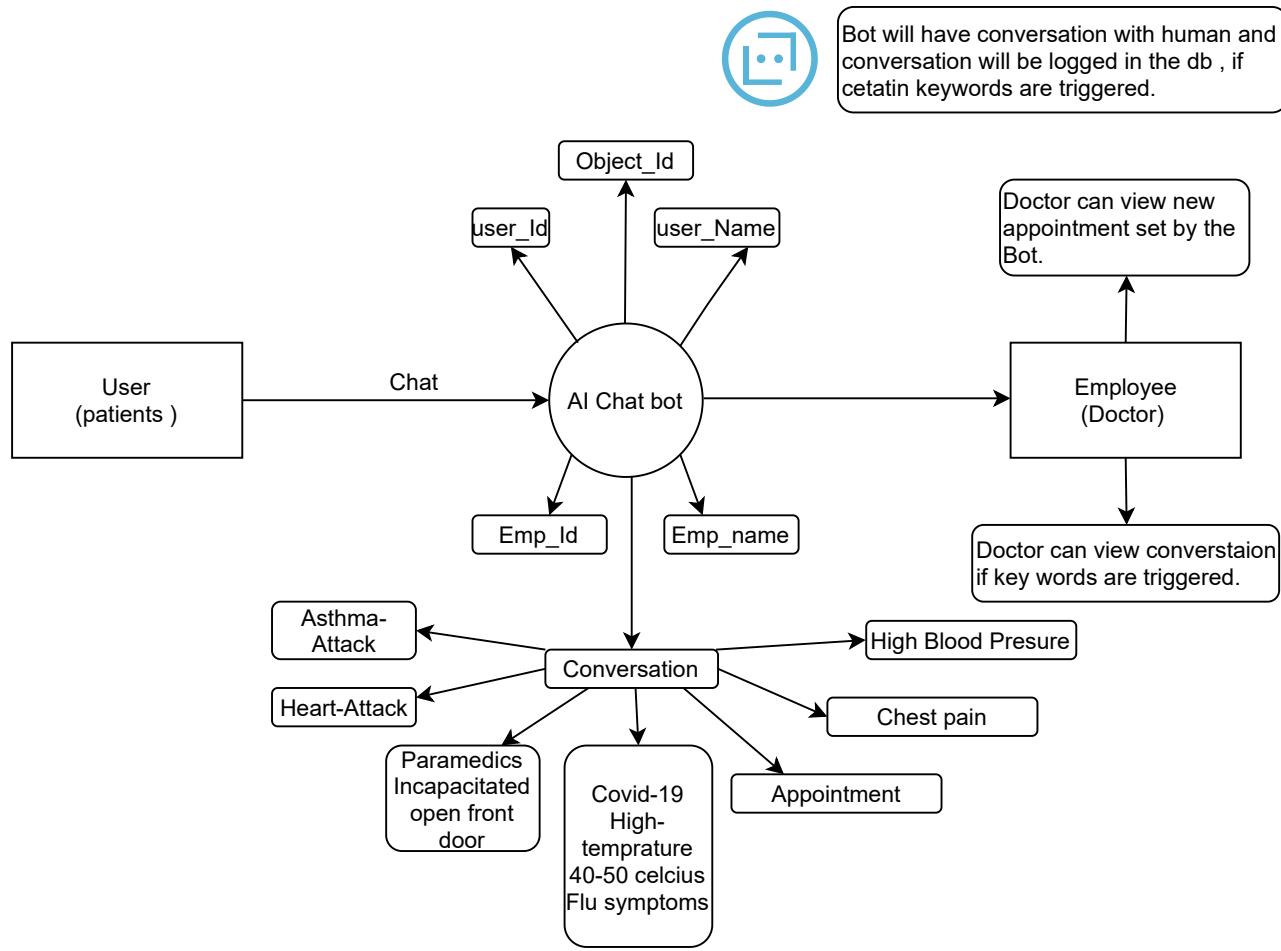 Bot will have conversation with human and
conversation will be logged in the db , if
cetatin keywords are triggered.
Object_Id
user_Id
user_Name
Doctor can view new
appointment set by the
Bot.
User
(patients )
Chat
AI Chat bot
Employee
(Doctor)
Emp_Id
Emp_name
Doctor can view converstaion
if key words are triggered.
Asthma-
Attack
High Blood Presure
Conversation
Heart-Attack
Chest pain
Paramedics
Incapacitated
open front
door
Covid-19
High-
temprature
40-50 celcius
Flu symptoms
Appointment